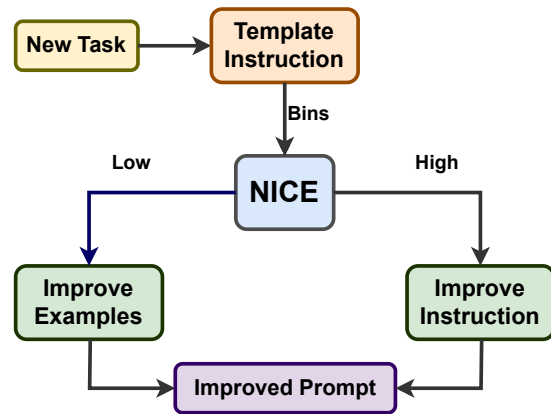 New Task
Template
Instruction
Bins
Low
High
NICE
Improve
Examples
Improve
Instruction
Improved Prompt